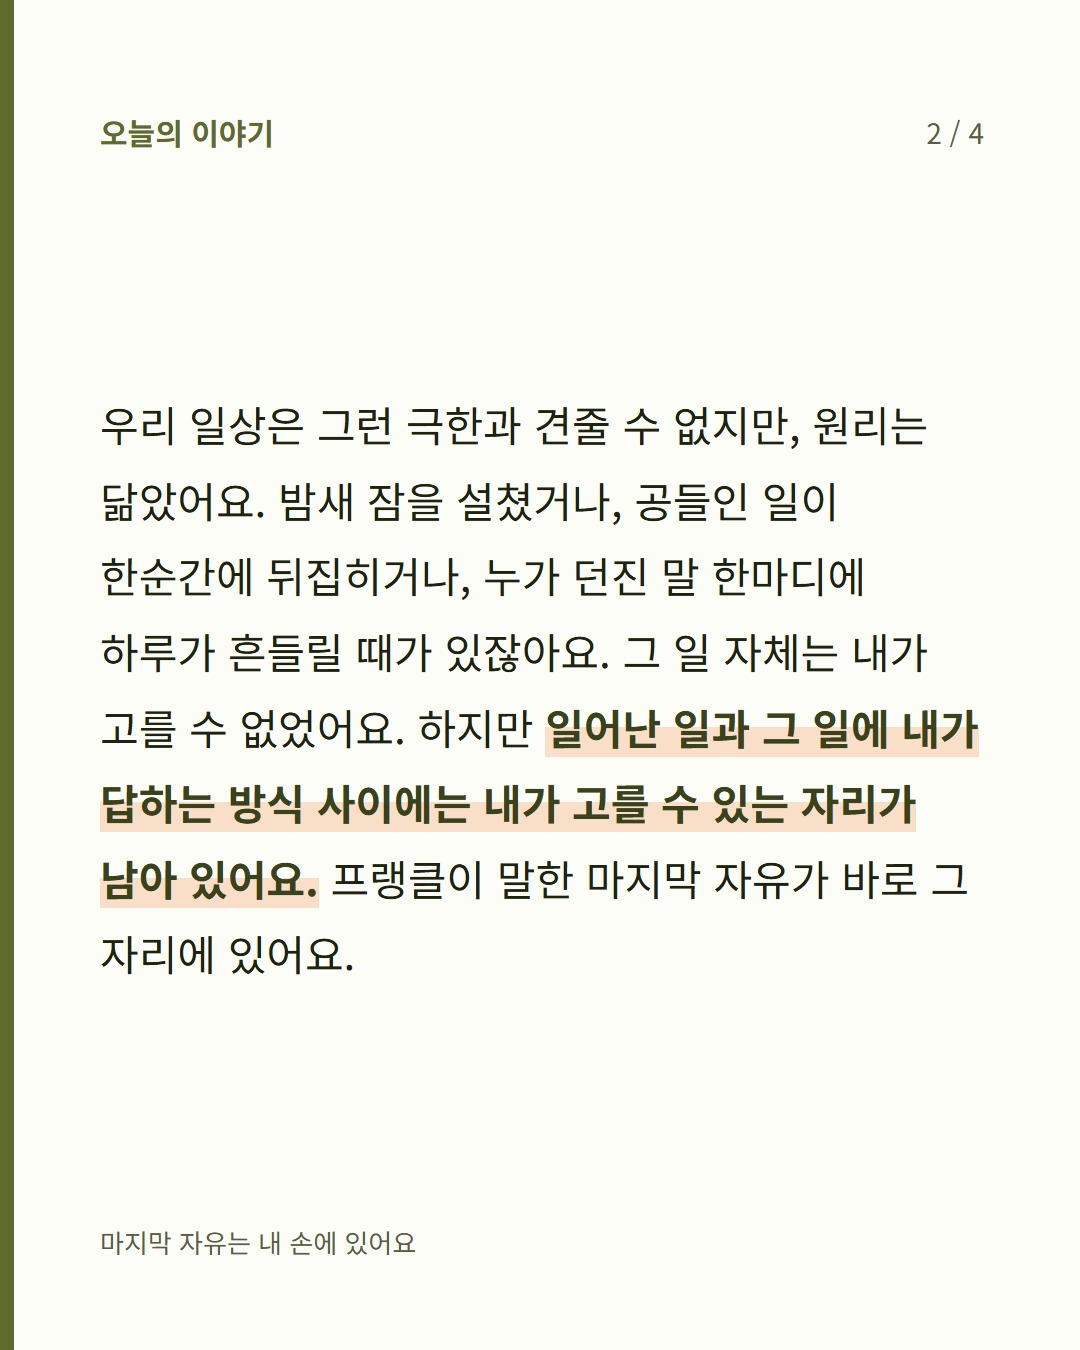 오늘의 이야기
2 / 4
우리 일상은 그런 극한과 견줄 수 없지만, 원리는
닮았어요. 밤새 잠을 설쳤거나, 공들인 일이
한순간에 뒤집히거나, 누가 던진 말 한마디에
하루가 흔들릴 때가 있잖아요. 그 일 자체는 내가
고를 수 없었어요. 하지만 일어난 일과 그 일에 내가
답하는 방식 사이에는 내가 고를 수 있는 자리가
남아 있어요. 프랭클이 말한 마지막 자유가 바로 그
자리에 있어요.
마지막 자유는 내 손에 있어요